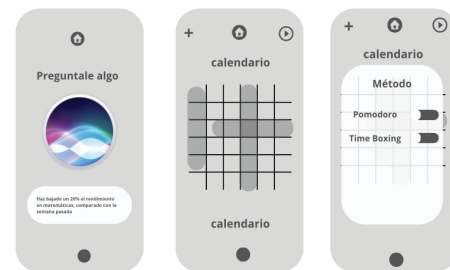 Preguntale algo
Haz bajado un 20% el rendimiento
en matemáticas, comparado con la
semana pasada
calendario
calendario
calendario
Método
Pomodoro
Time Boxing